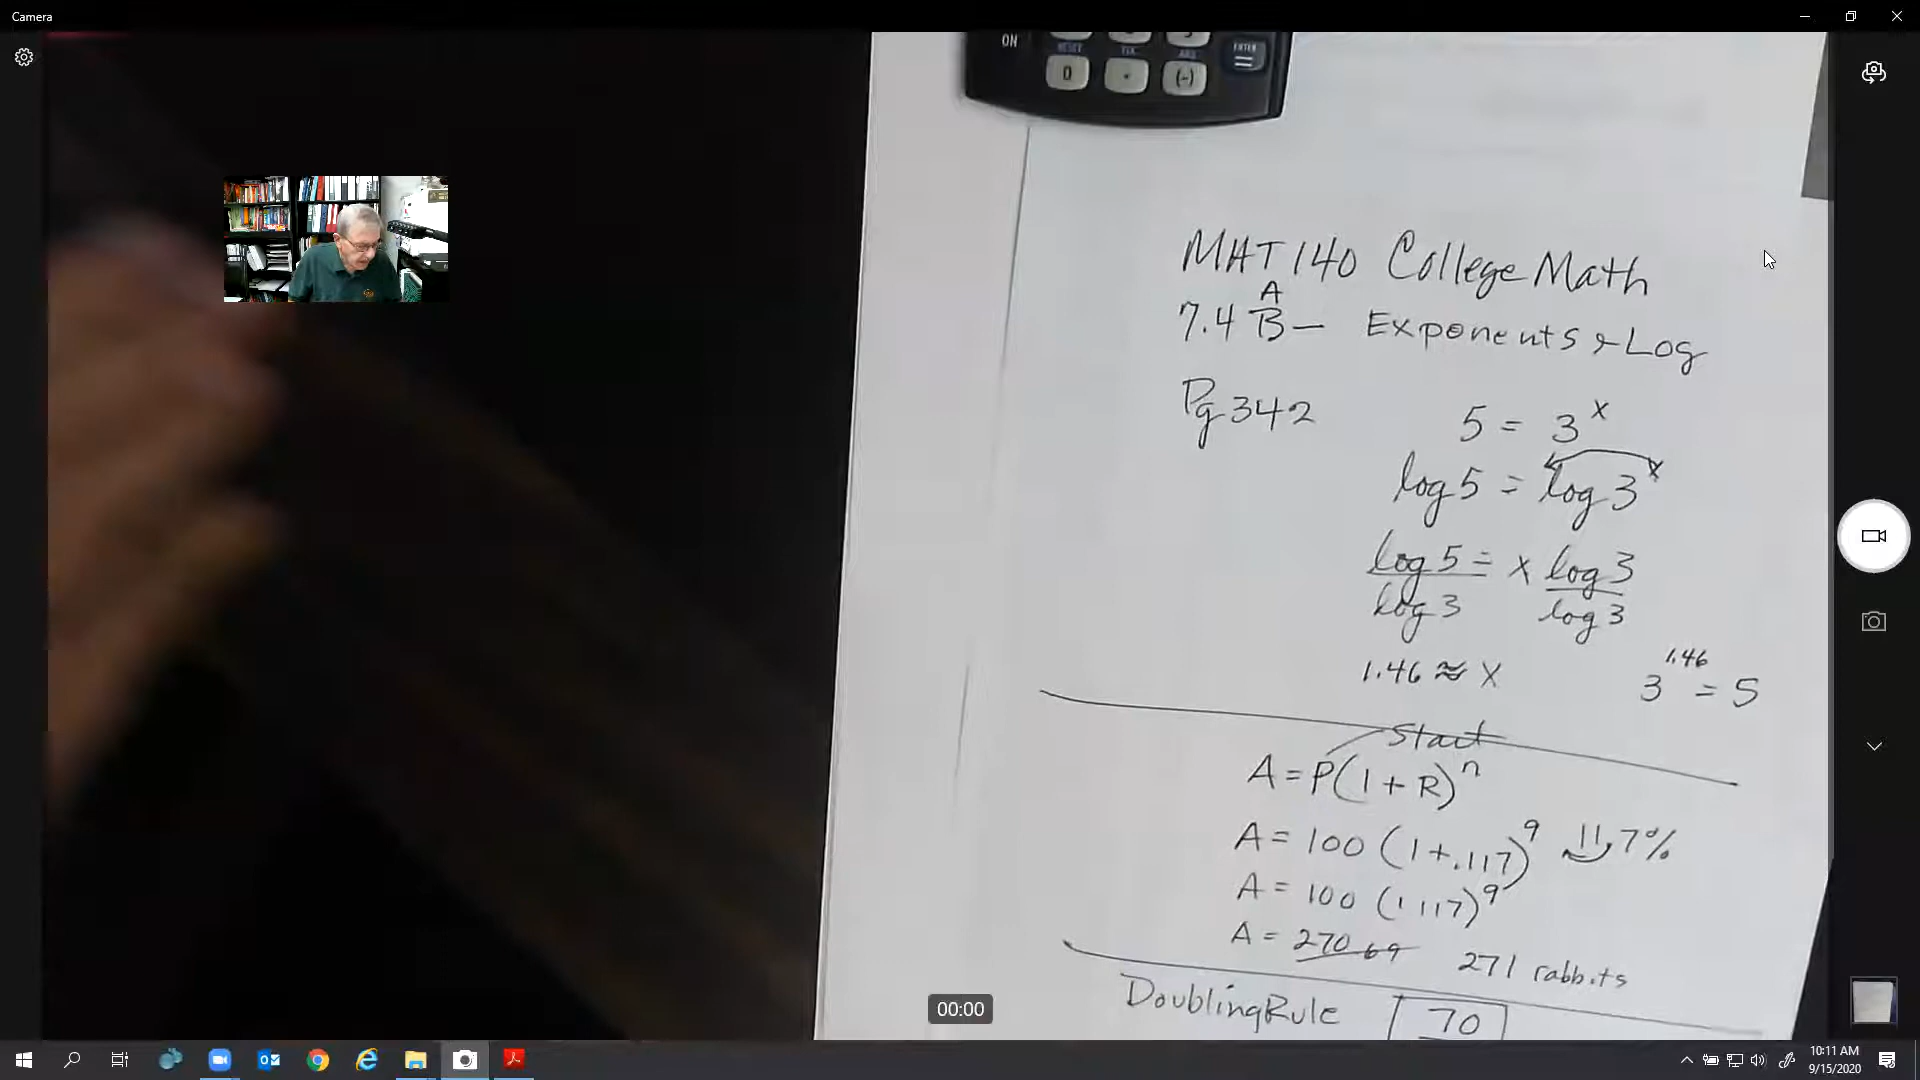 Camera
ON
RESET
0
.
(-)
ENTER
=
MAT 140 College Math
A
7.4 B — Exponents & Log
Pg 342
5 = 3^x
log 5 = log 3^x
log 5 = x log 3
log 3 log 3
1.46 ≈ x
3^1.46 = 5
Start
A = P(1 + R)^n
A = 100 (1 + .117)^9 11.7%
A = 100 (1.117)^9
A = 270.69 271 rabbits
Doubling Rule 70
00:00
10:11 AM
9/15/2020